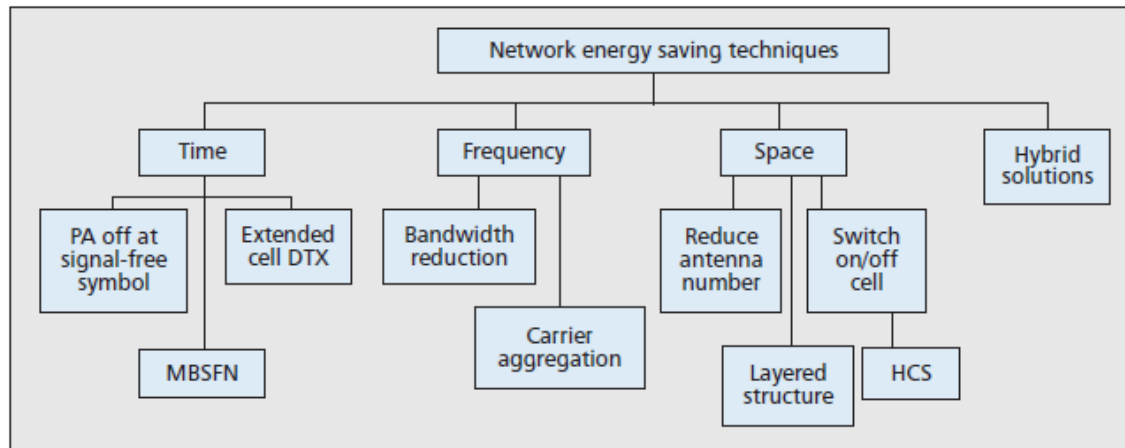 Network energy saving techniques
Time
Frequency
Space
Hybrid
solutions
PA off at
signal-free
symbol
Extended
cell DTX
Bandwidth
reduction
Reduce
antenna
number
Switch
on/off
cell
MBSFN
Carrier
aggregation
Layered
structure
HCS